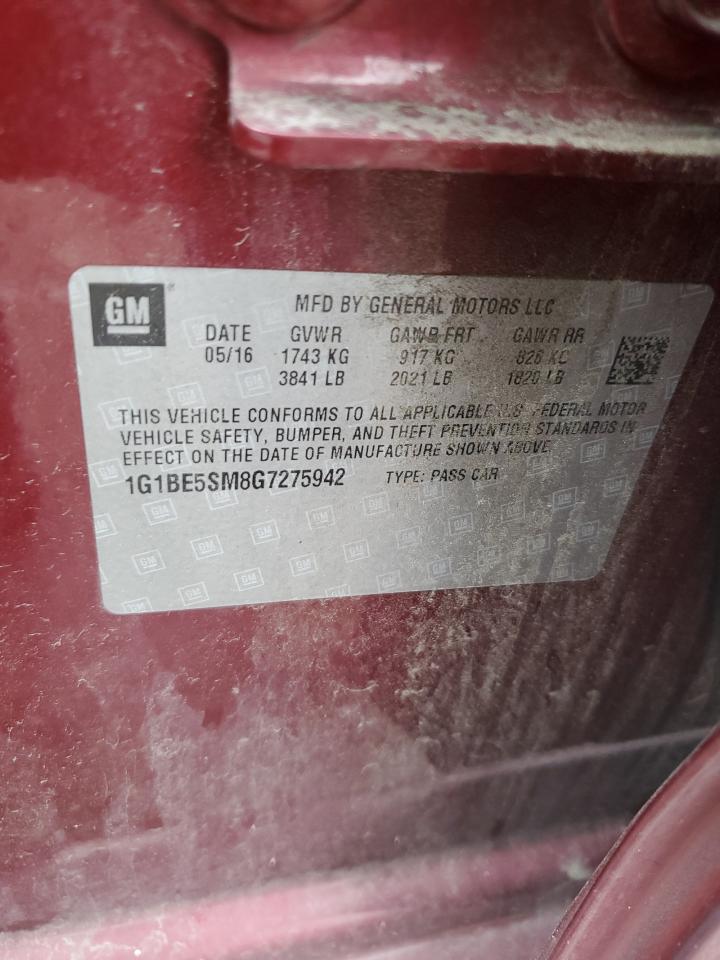 GM ® MFD BY GENERAL MOTORS LLC
DATE GVWR GAWR FRT GAWR RR
05/16 1743 KG 917 KG 826 KG
3841 LB 2021 LB 1820 LB
THIS VEHICLE CONFORMS TO ALL APPLICABLE U.S. FEDERAL MOTOR
VEHICLE SAFETY, BUMPER, AND THEFT PREVENTION STANDARDS IN
EFFECT ON THE DATE OF MANUFACTURE SHOWN ABOVE.
1G1BE5SM8G7275942 TYPE: PASS CAR